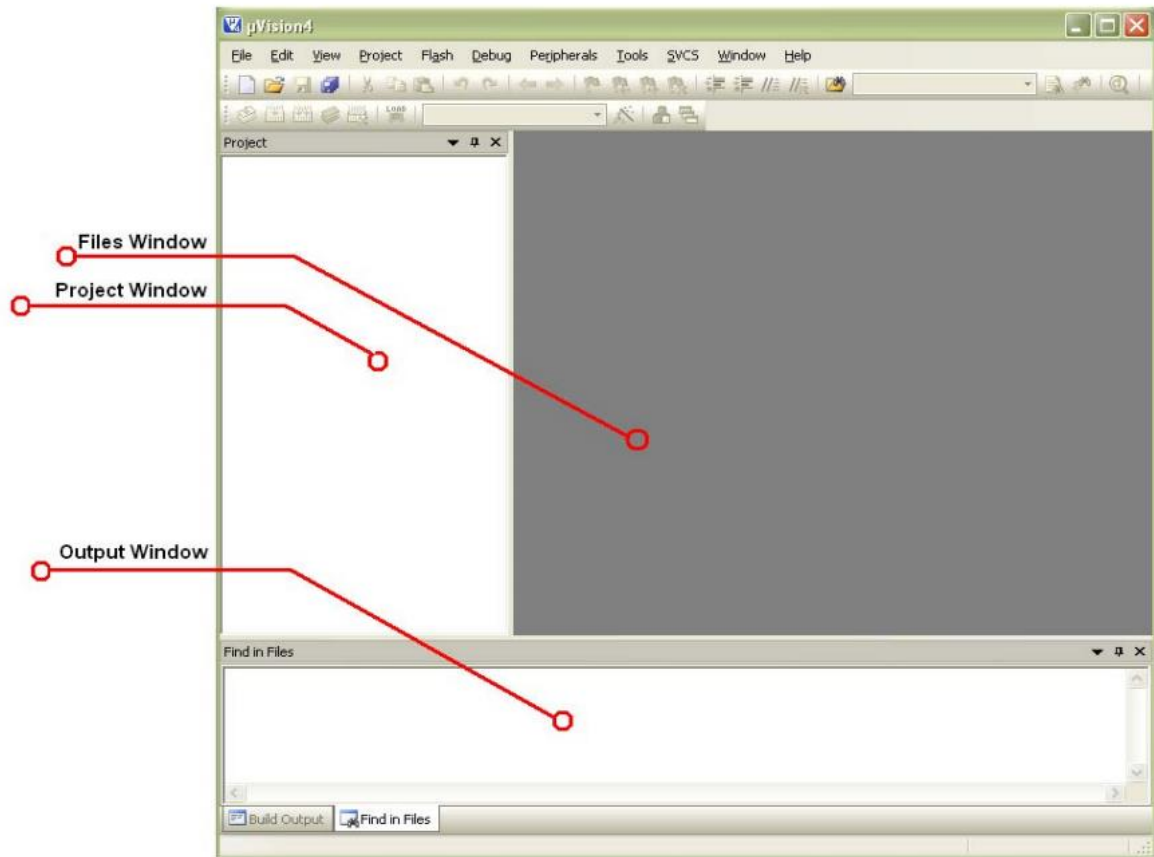 µVision4
File Edit View Project Flash Debug Peripherals Tools SVCS Window Help
LOAD
Project
Files Window
Project Window
Output Window
Find in Files
Build Output Find in Files